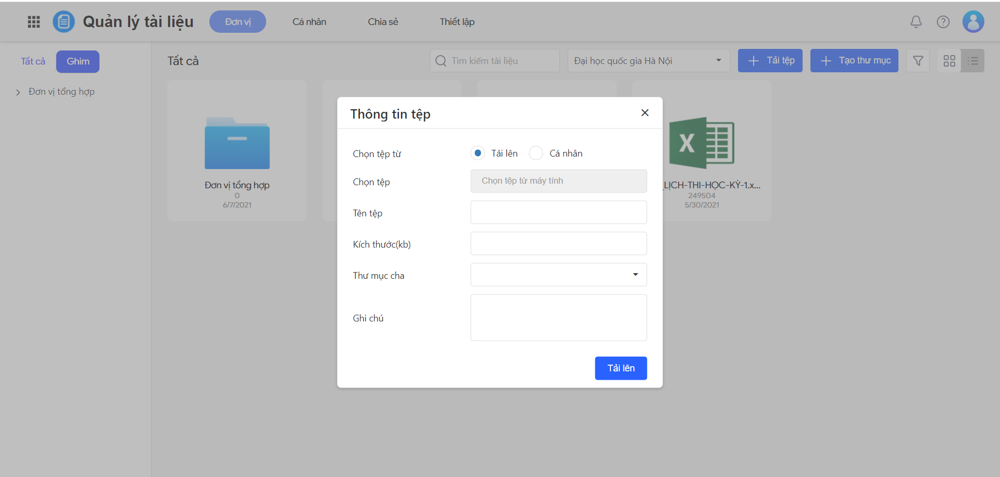 Quản lý tài liệu
Đơn vị
Cá nhân
Chia sẻ
Thiết lập
Tất cả
Ghim
Đơn vị tổng hợp
Tất cả
Tìm kiếm tài liệu
Đại học quốc gia Hà Nội
Tải tệp
Tạo thư mục
Đơn vị tổng hợp
0
6/7/2021
_LỊCH-THI-HỌC-KỲ-1.x...
249504
5/30/2021
Thông tin tệp
Chọn tệp từ
Tải lên
Cá nhân
Chọn tệp
Chọn tệp từ máy tính
Tên tệp
Kích thước(kb)
Thư mục cha
Ghi chú
Tải lên